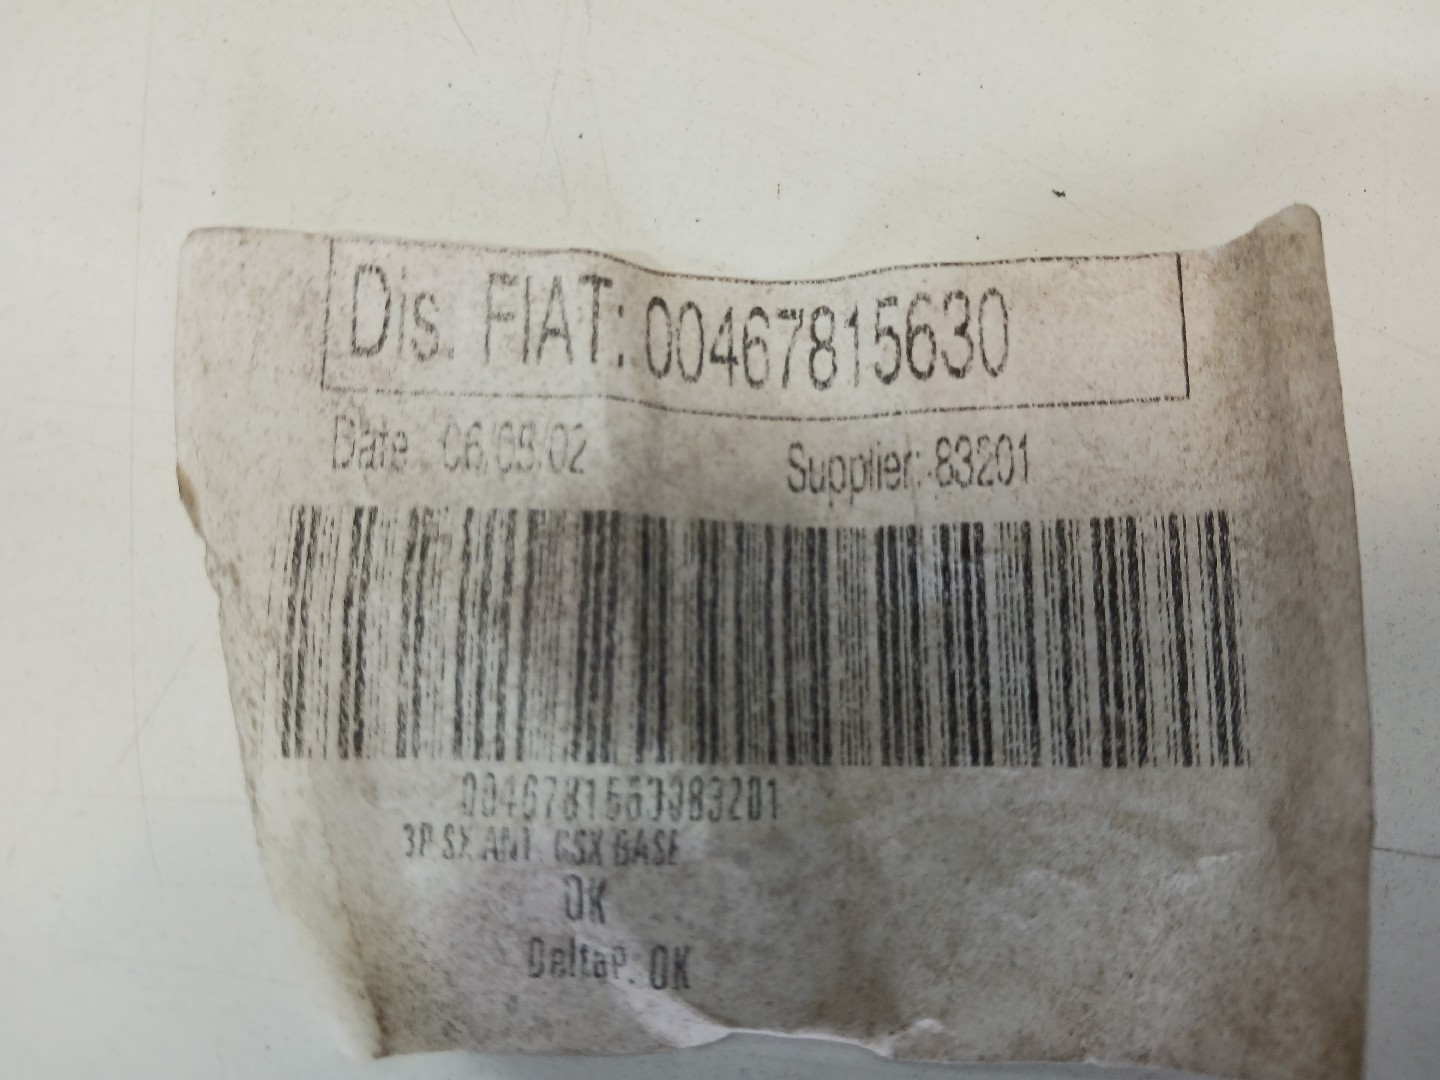 Dis. FIAT: 00467815630
Date 06/05/02 Supplier: 83201
0046781563083201
3P SX ANT. CSX BASE
OK
DeltaP. OK